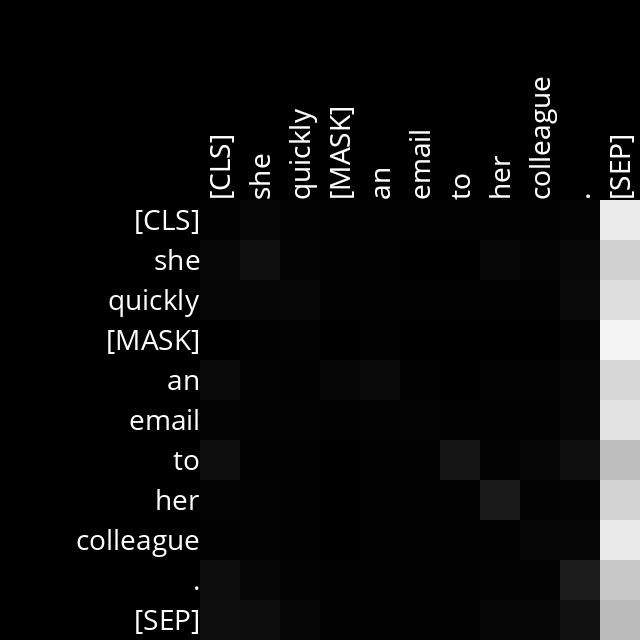 [CLS] she quickly [MASK] an email to her colleague . [SEP]
[CLS]
she
quickly
[MASK]
an
email
to
her
colleague
.
[SEP]